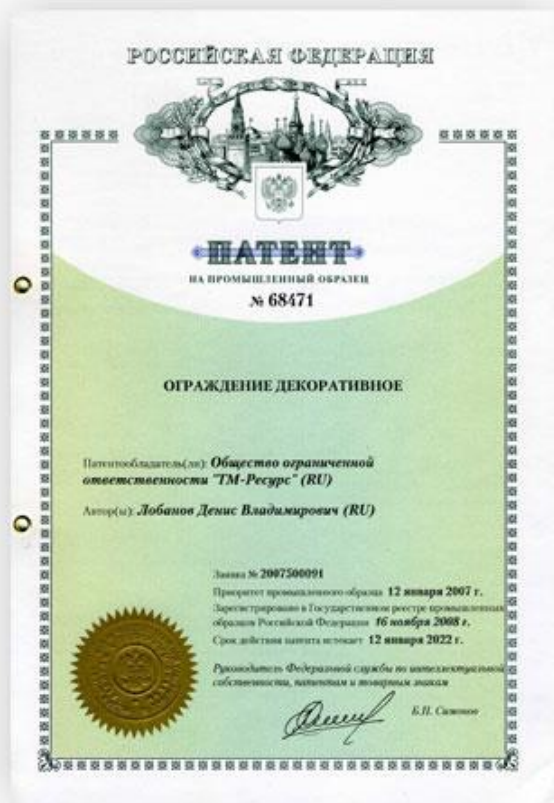 РОССИЙСКАЯ ФЕДЕРАЦИЯ
ПАТЕНТ
НА ПРОМЫШЛЕННЫЙ ОБРАЗЕЦ
№ 68471
ОГРАЖДЕНИЕ ДЕКОРАТИВНОЕ
Патентообладатель(ли): Общество ограниченной
ответственности "ТМ-Ресурс" (RU)
Автор(ы): Лобанов Денис Владимирович (RU)
Заявка № 2007500091
Приоритет промышленного образца 12 января 2007 г.
Зарегистрировано в Государственном реестре промышленных
образцов Российской Федерации 16 ноября 2008 г.
Срок действия патента истекает 12 января 2022 г.
Руководитель Федеральной службы по интеллектуальной
собственности, патентам и товарным знакам
Б.П. Симонов